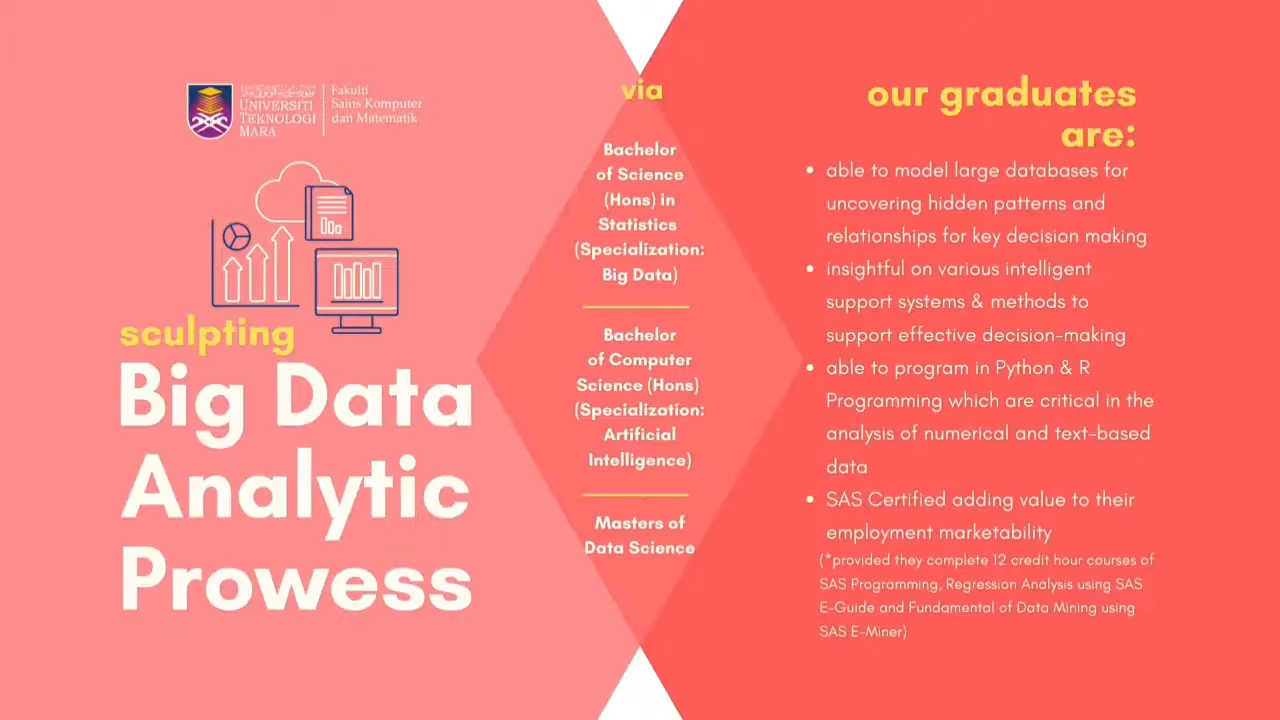 UNIVERSITI
TEKNOLOGI
MARA
Fakulti
Sains Komputer
dan Matematik
sculpting
Big Data
Analytic
Prowess
via
Bachelor
of Science
(Hons) in
Statistics
(Specialization:
Big Data)
Bachelor
of Computer
Science (Hons)
(Specialization:
Artificial
Intelligence)
Masters of
Data Science
our graduates
are:
• able to model large databases for
uncovering hidden patterns and
relationships for key decision making
• insightful on various intelligent
support systems & methods to
support effective decision-making
• able to program in Python & R
Programming which are critical in the
analysis of numerical and text-based
data
• SAS Certified adding value to their
employment marketability
(*provided they complete 12 credit hour courses of
SAS Programming, Regression Analysis using SAS
E-Guide and Fundamental of Data Mining using
SAS E-Miner)